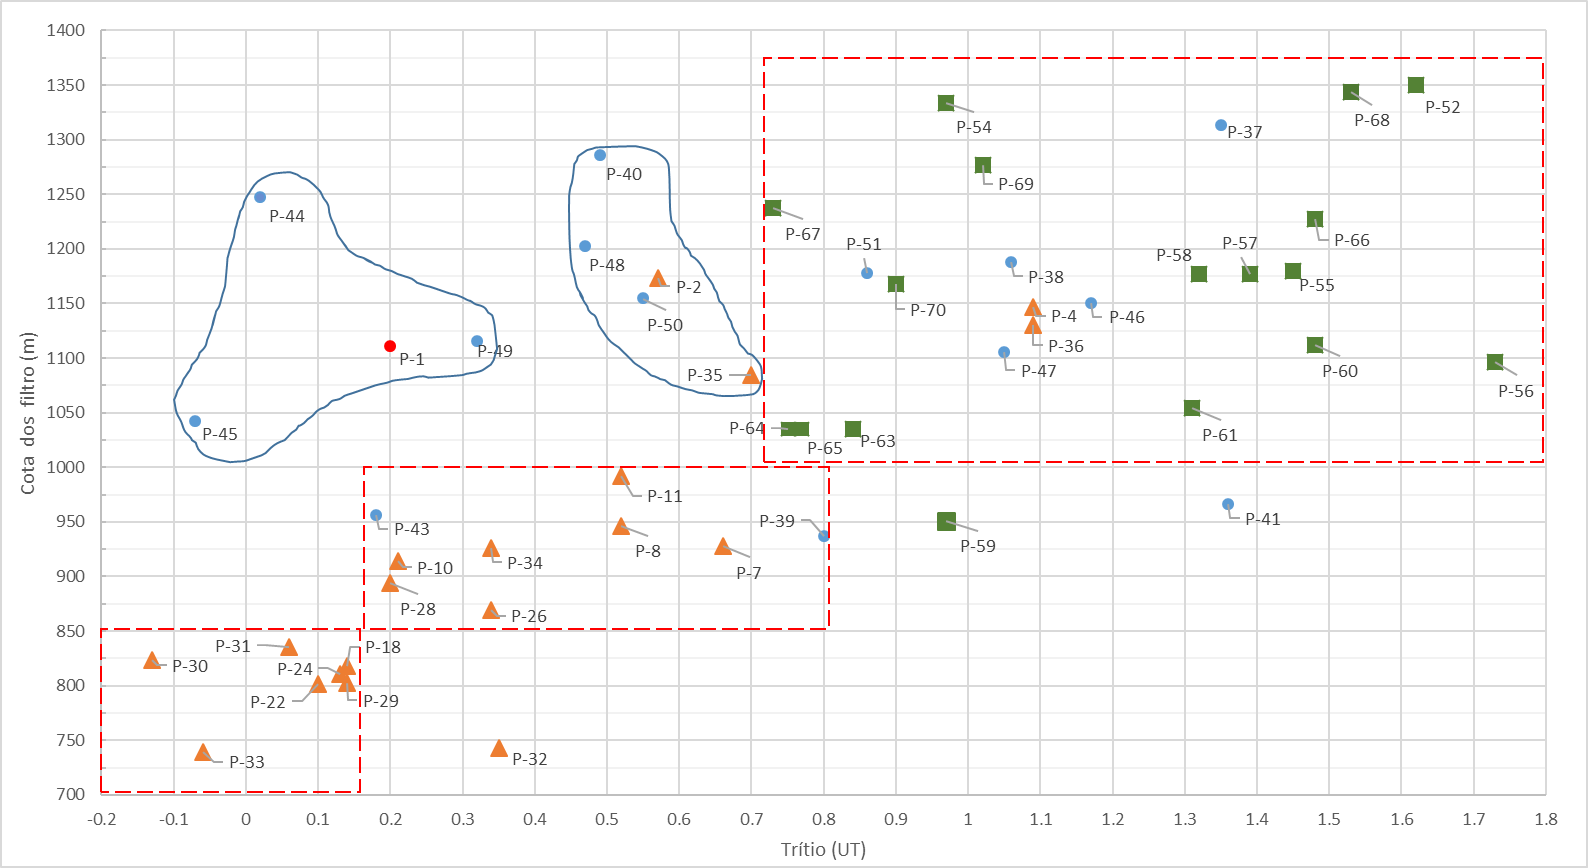 1400
1350
1300
1250
1200
1150
1100
1050
1000
950
900
850
800
750
700
Cota dos filtro (m)
P-54
P-68
P-52
P-37
P-40
P-69
P-44
P-67
P-51
P-58
P-57
P-66
P-48
P-38
P-55
P-2
P-70
P-4
P-46
P-50
P-36
P-1
P-49
P-47
P-60
P-35
P-56
P-45
P-64
P-65
P-63
P-61
P-11
P-43
P-39
P-41
P-8
P-59
P-10
P-34
P-7
P-28
P-26
P-31
P-18
P-30
P-24
P-22
P-29
P-33
P-32
-0.2 -0.1 0 0.1 0.2 0.3 0.4 0.5 0.6 0.7 0.8 0.9 1 1.1 1.2 1.3 1.4 1.5 1.6 1.7 1.8
Trítio (UT)